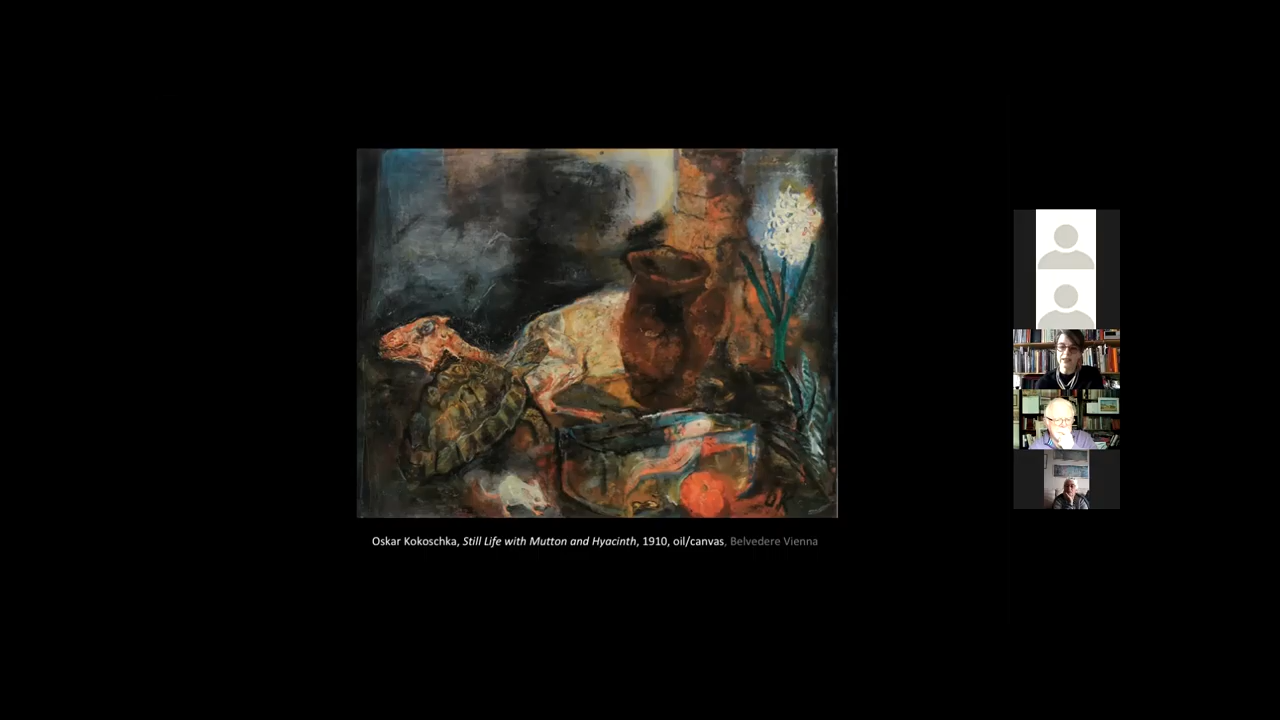 Oskar Kokoschka, Still Life with Mutton and Hyacinth, 1910, oil/canvas, Belvedere Vienna